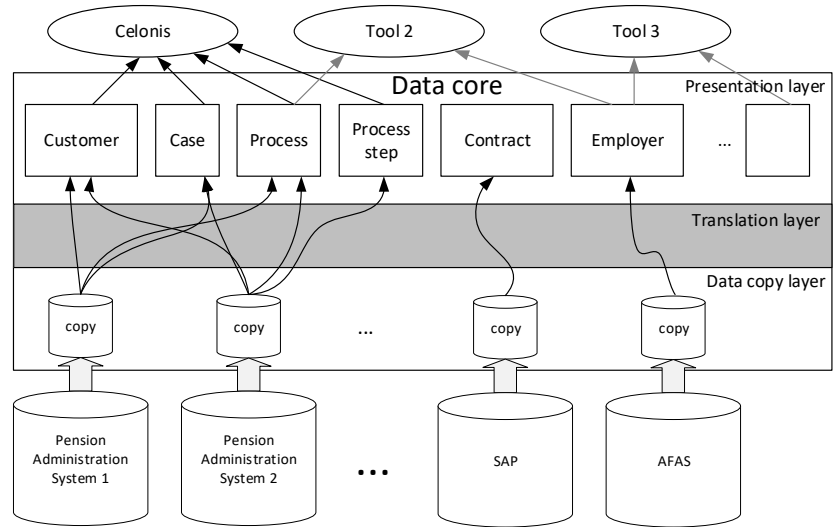 Celonis
Tool 2
Tool 3
Data core
Presentation layer
Customer
Case
Process
Process
step
Contract
Employer
...
Translation layer
Data copy layer
copy
copy
...
copy
copy
Pension
Administration
System 1
Pension
Administration
System 2
...
SAP
AFAS